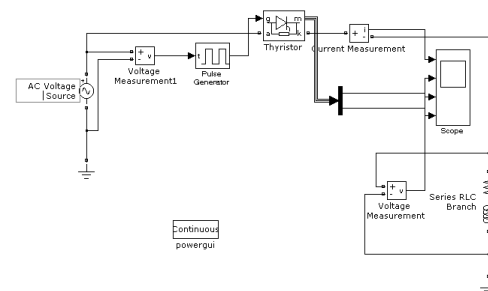 g
m
a
k
Thyristor
+
-
i
Current Measurement
+
-
v
Voltage
Measurement1
t
Pulse
Generator
AC Voltage
Source
Scope
+
-
v
Voltage
Measurement
Series RLC
Branch
Continuous
powergui